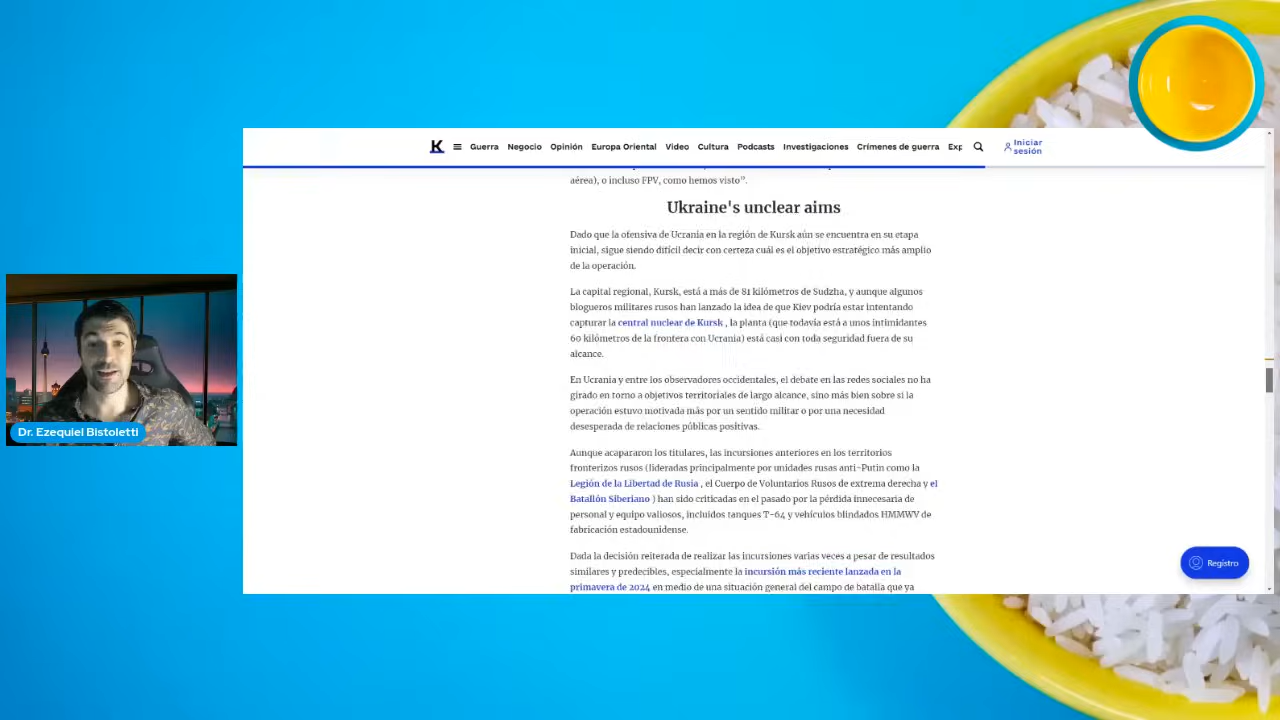 K
Guerra Negocio Opinión Europa Oriental Video Cultura Podcasts Investigaciones Crímenes de guerra Exp
Iniciar
sesión
aérea), o incluso FPV, como hemos visto”.
Ukraine's unclear aims
Dado que la ofensiva de Ucrania en la región de Kursk aún se encuentra en su etapa
inicial, sigue siendo difícil decir con certeza cuál es el objetivo estratégico más amplio
de la operación.
La capital regional, Kursk, está a más de 81 kilómetros de Sudzha, y aunque algunos
blogueros militares rusos han lanzado la idea de que Kiev podría estar intentando
capturar la central nuclear de Kursk , la planta (que todavía está a unos intimidantes
60 kilómetros de la frontera con Ucrania) está casi con toda seguridad fuera de su
alcance.
En Ucrania y entre los observadores occidentales, el debate en las redes sociales no ha
girado en torno a objetivos territoriales de largo alcance, sino más bien sobre si la
operación estuvo motivada más por un sentido militar o por una necesidad
desesperada de relaciones públicas positivas.
Aunque acapararon los titulares, las incursiones anteriores en los territorios
fronterizos rusos (lideradas principalmente por unidades rusas anti-Putin como la
Legión de la Libertad de Rusia , el Cuerpo de Voluntarios Rusos de extrema derecha y el
Batallón Siberiano ) han sido criticadas en el pasado por la pérdida innecesaria de
personal y equipo valiosos, incluidos tanques T-64 y vehículos blindados HMMWV de
fabricación estadounidense.
Dada la decisión reiterada de realizar las incursiones varias veces a pesar de resultados
similares y predecibles, especialmente la incursión más reciente lanzada en la
primavera de 2024 en medio de una situación general del campo de batalla que ya
Dr. Ezequiel Bistoletti
Registro